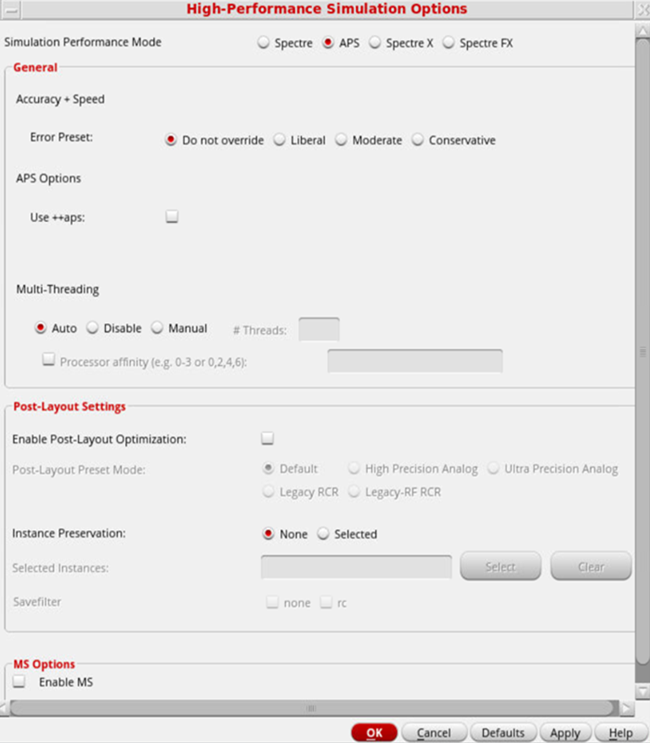 High-Performance Simulation Options
Simulation Performance Mode Spectre APS Spectre X Spectre FX
General
Accuracy + Speed
Error Preset: Do not override Liberal Moderate Conservative
APS Options
Use ++aps:
Multi-Threading
Auto Disable Manual # Threads:
Processor affinity (e.g. 0-3 or 0,2,4,6):
Post-Layout Settings
Enable Post-Layout Optimization:
Post-Layout Preset Mode: Default High Precision Analog Ultra Precision Analog
Legacy RCR Legacy-RF RCR
Instance Preservation: None Selected
Selected Instances: Select Clear
Savefilter none rc
MS Options
Enable MS
OK Cancel Defaults Apply Help